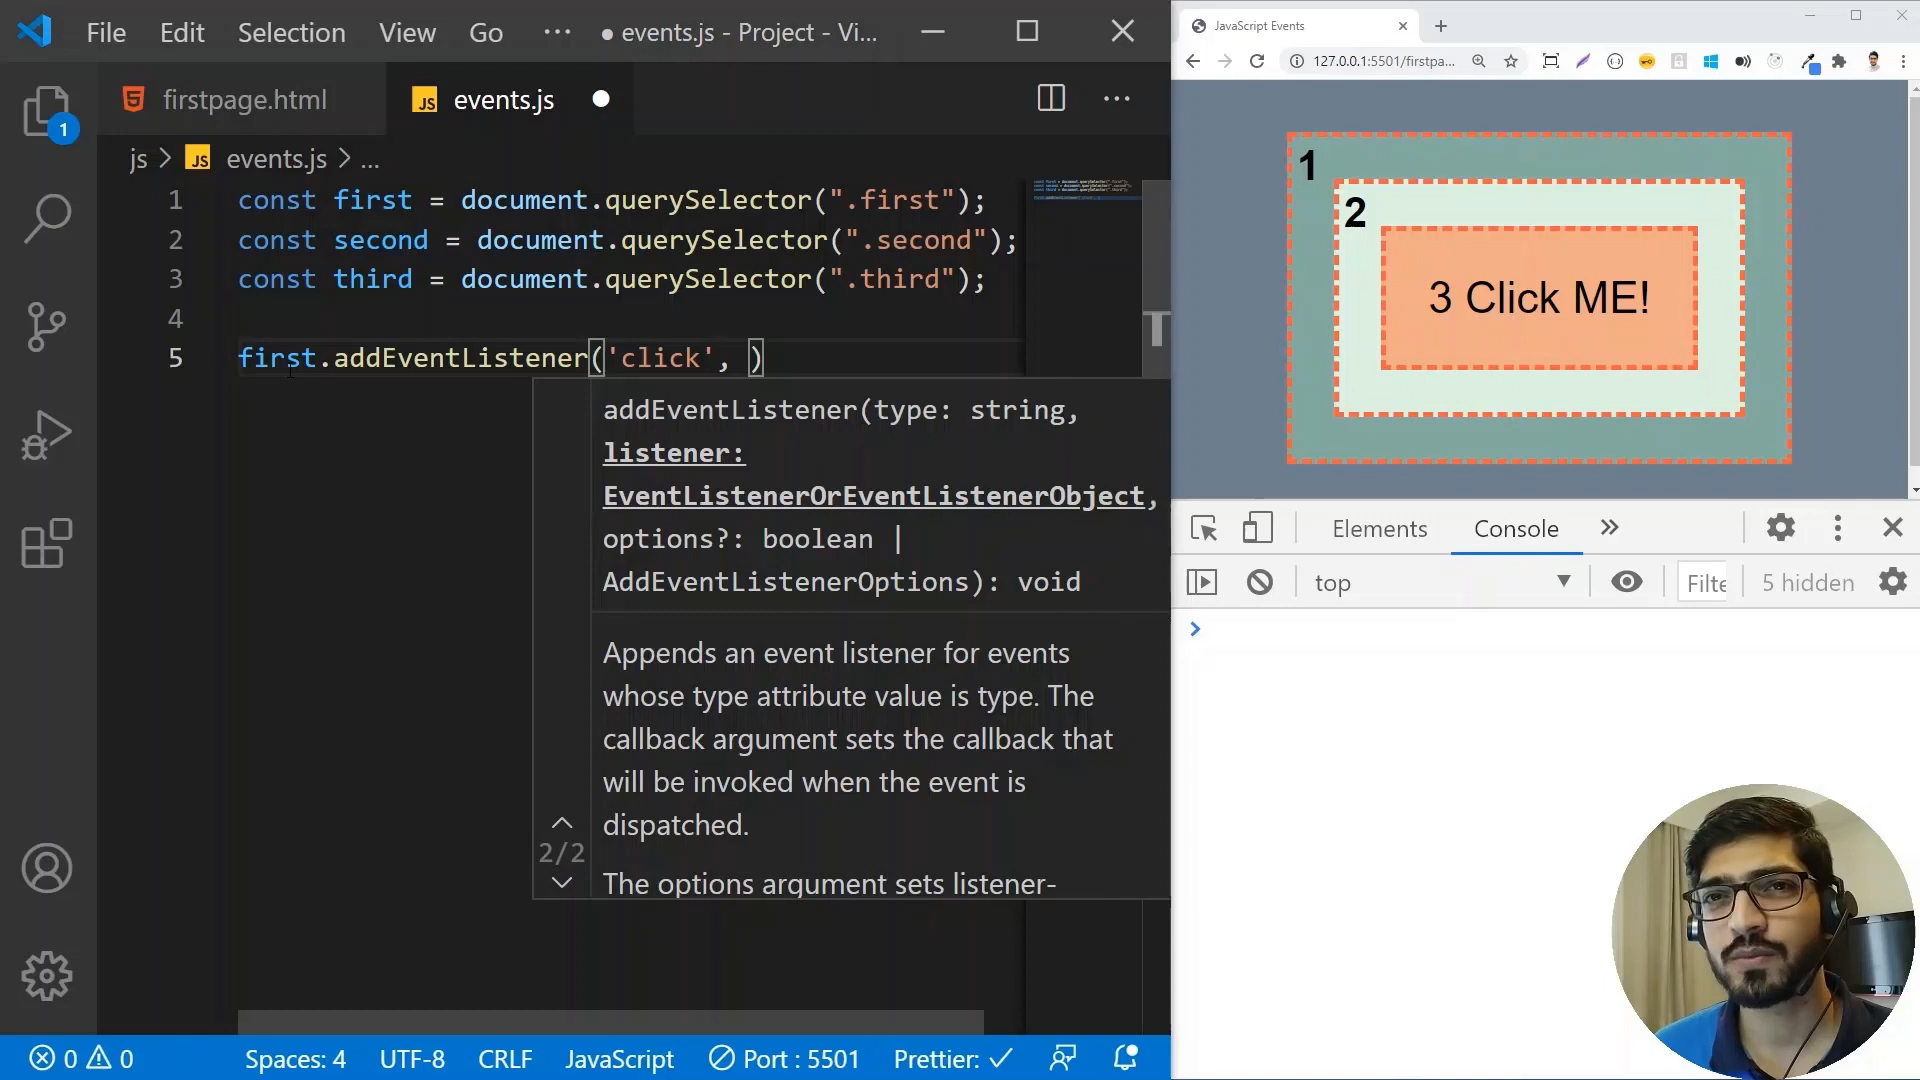 File Edit Selection View Go ··· ● events.js - Project - Vi...
firstpage.html
JS events.js ●
js > JS events.js > ...
1 const first = document.querySelector(".first");
2 const second = document.querySelector(".second");
3 const third = document.querySelector(".third");
4
5 first.addEventListener('click', )
addEventListener(type: string,
listener:
EventListenerOrEventListenerObject,
options?: boolean |
AddEventListenerOptions): void
Appends an event listener for events
whose type attribute value is type. The
callback argument sets the callback that
will be invoked when the event is
dispatched.
2/2
The options argument sets listener-
1
0 0 Spaces: 4 UTF-8 CRLF JavaScript Port : 5501 Prettier: ✓
JavaScript Events
127.0.0.1:5501/firstpa...
1
2
3 Click ME!
Elements Console »
top Filte 5 hidden
>